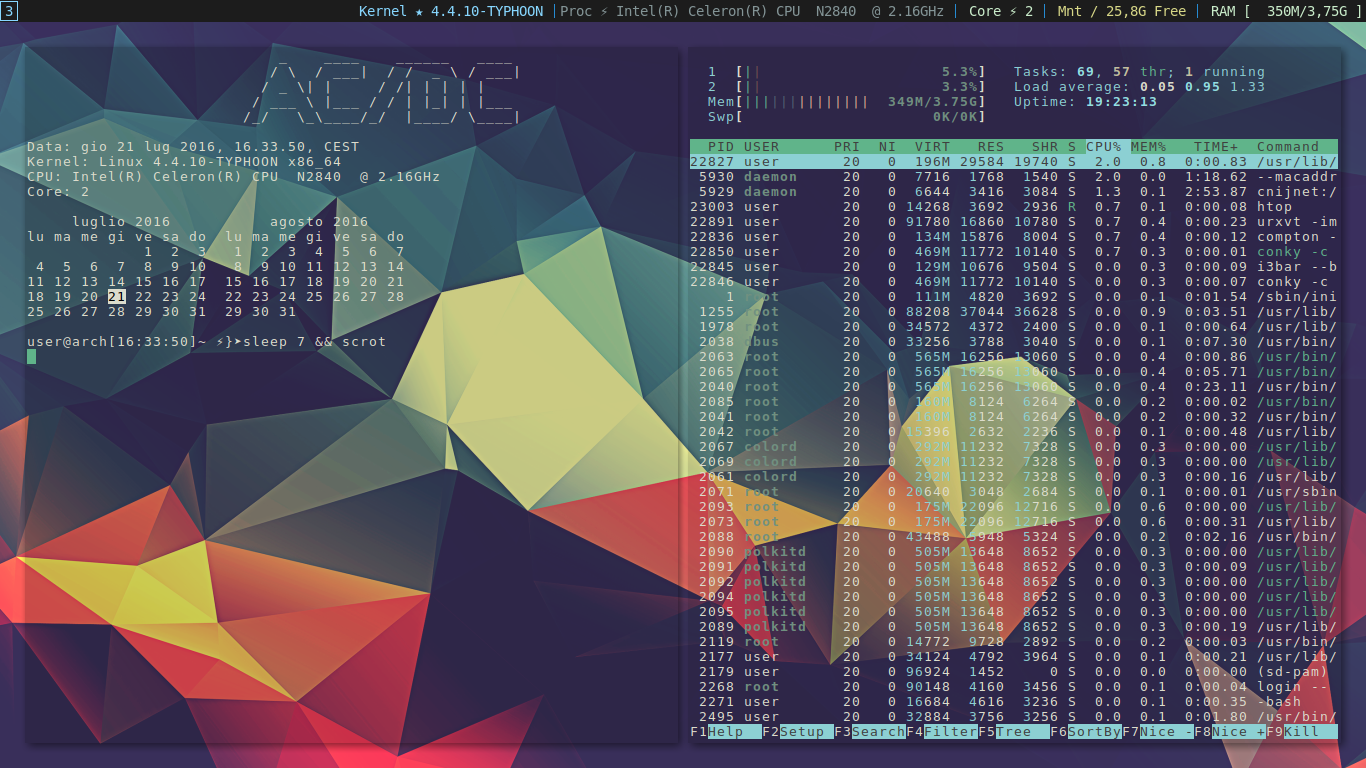 3 Kernel ★ 4.4.10-TYPHOON |Proc ⚡ Intel(R) Celeron(R) CPU  N2840  @ 2.16GHz | Core ⚡ 2 | Mnt / 25,8G Free | RAM [  350M/3,75G ]
Data: gio 21 lug 2016, 16.33.50, CEST
Kernel: Linux 4.4.10-TYPHOON x86_64
CPU: Intel(R) Celeron(R) CPU  N2840  @ 2.16GHz
Core: 2
luglio 2016 agosto 2016
lu ma me gi ve sa do  lu ma me gi ve sa do
1  2  3   1  2  3  4  5  6  7
4  5  6  7  8  9 10   8  9 10 11 12 13 14
11 12 13 14 15 16 17  15 16 17 18 19 20 21
18 19 20 21 22 23 24  22 23 24 25 26 27 28
25 26 27 28 29 30 31  29 30 31
user@arch[16:33:50]~ ⚡}➤sleep 7 && scrot
1  [|| 5.3%] Tasks: 69, 57 thr; 1 running
2  [|| 3.3%] Load average: 0.05 0.95 1.33
Mem[|||||||||||||||| 349M/3.75G] Uptime: 19:23:13
Swp[ 0K/0K]
PID USER PRI NI VIRT RES SHR S CPU% MEM% TIME+ Command
22827 user 20 0 196M 29584 19740 S 2.0 0.8 0:00.83 /usr/lib/
5930 daemon 20 0 7716 1768 1540 S 2.0 0.0 1:18.62 --macaddr
5929 daemon 20 0 6644 3416 3084 S 1.3 0.1 2:53.87 cnijnet:/
23003 user 20 0 14268 3692 2936 R 0.7 0.1 0:00.08 htop
22891 user 20 0 91780 16860 10780 S 0.7 0.4 0:00.23 urxvt -im
22836 user 20 0 134M 15876 8004 S 0.7 0.4 0:00.12 compton -
22850 user 20 0 469M 11772 10140 S 0.7 0.3 0:00.01 conky -c
22845 user 20 0 129M 10676 9504 S 0.0 0.3 0:00.09 i3bar --b
22846 user 20 0 469M 11772 10140 S 0.0 0.3 0:00.07 conky -c
1 root 20 0 111M 4820 3692 S 0.0 0.1 0:01.54 /sbin/ini
1255 root 20 0 88208 37044 36628 S 0.0 0.9 0:03.51 /usr/lib/
1978 root 20 0 34572 4372 2400 S 0.0 0.1 0:00.64 /usr/lib/
2038 dbus 20 0 33256 3788 3040 S 0.0 0.1 0:07.30 /usr/bin/
2063 root 20 0 565M 16256 13060 S 0.0 0.4 0:00.86 /usr/bin/
2065 root 20 0 565M 16256 13060 S 0.0 0.4 0:05.71 /usr/bin/
2040 root 20 0 565M 16256 13060 S 0.0 0.4 0:23.11 /usr/bin/
2085 root 20 0 8124 6264 S 0.0 0.2 0:00.02 /usr/bin/
2041 root 20 0 8124 6264 S 0.0 0.2 0:00.32 /usr/bin/
2042 root 20 0 15396 2632 2236 S 0.0 0.1 0:00.48 /usr/lib/
2067 colord 20 0 292M 11232 7328 S 0.0 0.3 0:00.00 /usr/lib/
2069 colord 20 0 292M 11232 7328 S 0.0 0.3 0:00.00 /usr/lib/
2061 colord 20 0 292M 11232 7328 S 0.0 0.3 0:00.16 /usr/lib/
2071 root 20 0 20640 3048 2684 S 0.0 0.1 0:00.01 /usr/sbin
2093 root 20 0 175M 22096 12716 S 0.0 0.6 0:00.00 /usr/lib/
2073 root 20 0 175M 22096 12716 S 0.0 0.6 0:00.31 /usr/lib/
2088 root 20 0 43488 5948 5324 S 0.0 0.2 0:02.16 /usr/bin/
2090 polkitd 20 0 505M 13648 8652 S 0.0 0.3 0:00.00 /usr/lib/
2091 polkitd 20 0 505M 13648 8652 S 0.0 0.3 0:00.09 /usr/lib/
2092 polkitd 20 0 505M 13648 8652 S 0.0 0.3 0:00.00 /usr/lib/
2094 polkitd 20 0 505M 13648 8652 S 0.0 0.3 0:00.00 /usr/lib/
2095 polkitd 20 0 505M 13648 8652 S 0.0 0.3 0:00.00 /usr/lib/
2089 polkitd 20 0 505M 13648 8652 S 0.0 0.3 0:00.19 /usr/lib/
2119 root 20 0 14772 9728 2892 S 0.0 0.2 0:00.03 /usr/bin/
2177 user 20 0 34124 4792 3964 S 0.0 0.1 0:00.21 /usr/lib/
2179 user 20 0 96924 1452 0 S 0.0 0.0 0:00.00 (sd-pam)
2268 root 20 0 90148 4160 3456 S 0.0 0.1 0:00.04 login --
2271 user 20 0 16684 4616 3236 S 0.0 0.1 0:00.35 -bash
2495 user 20 0 32884 3756 3256 S 0.0 0.1 0:01.80 /usr/bin/
F1Help F2Setup F3SearchF4FilterF5Tree F6SortByF7Nice -F8Nice +F9Kill